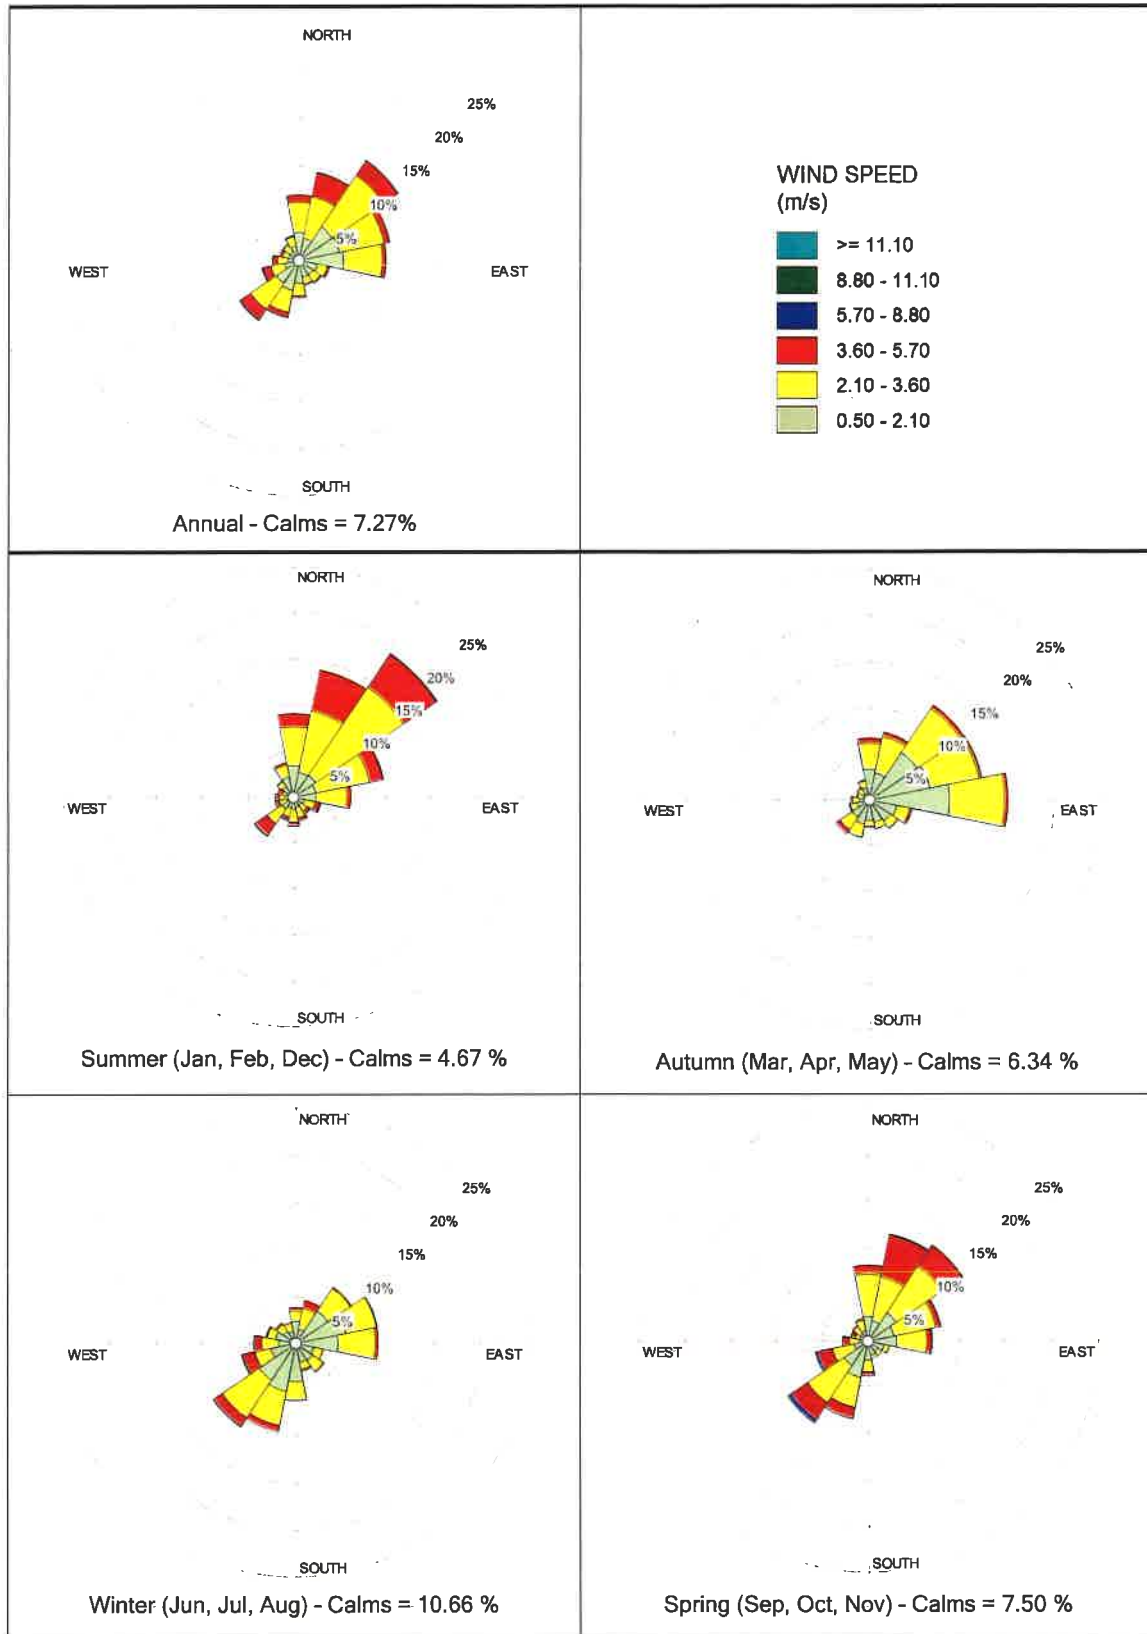 NORTH
25%
20%
15%
10%
5%
WEST
EAST
SOUTH
Annual - Calms = 7.27%
WIND SPEED
(m/s)
>= 11.10
8.80 - 11.10
5.70 - 8.80
3.60 - 5.70
2.10 - 3.60
0.50 - 2.10
NORTH
25%
20%
15%
10%
5%
WEST
EAST
SOUTH
Summer (Jan, Feb, Dec) - Calms = 4.67 %
NORTH
25%
20%
15%
10%
5%
WEST
EAST
SOUTH
Autumn (Mar, Apr, May) - Calms = 6.34 %
NORTH
25%
20%
15%
10%
5%
WEST
EAST
SOUTH
Winter (Jun, Jul, Aug) - Calms = 10.66 %
NORTH
25%
20%
15%
10%
5%
WEST
EAST
SOUTH
Spring (Sep, Oct, Nov) - Calms = 7.50 %